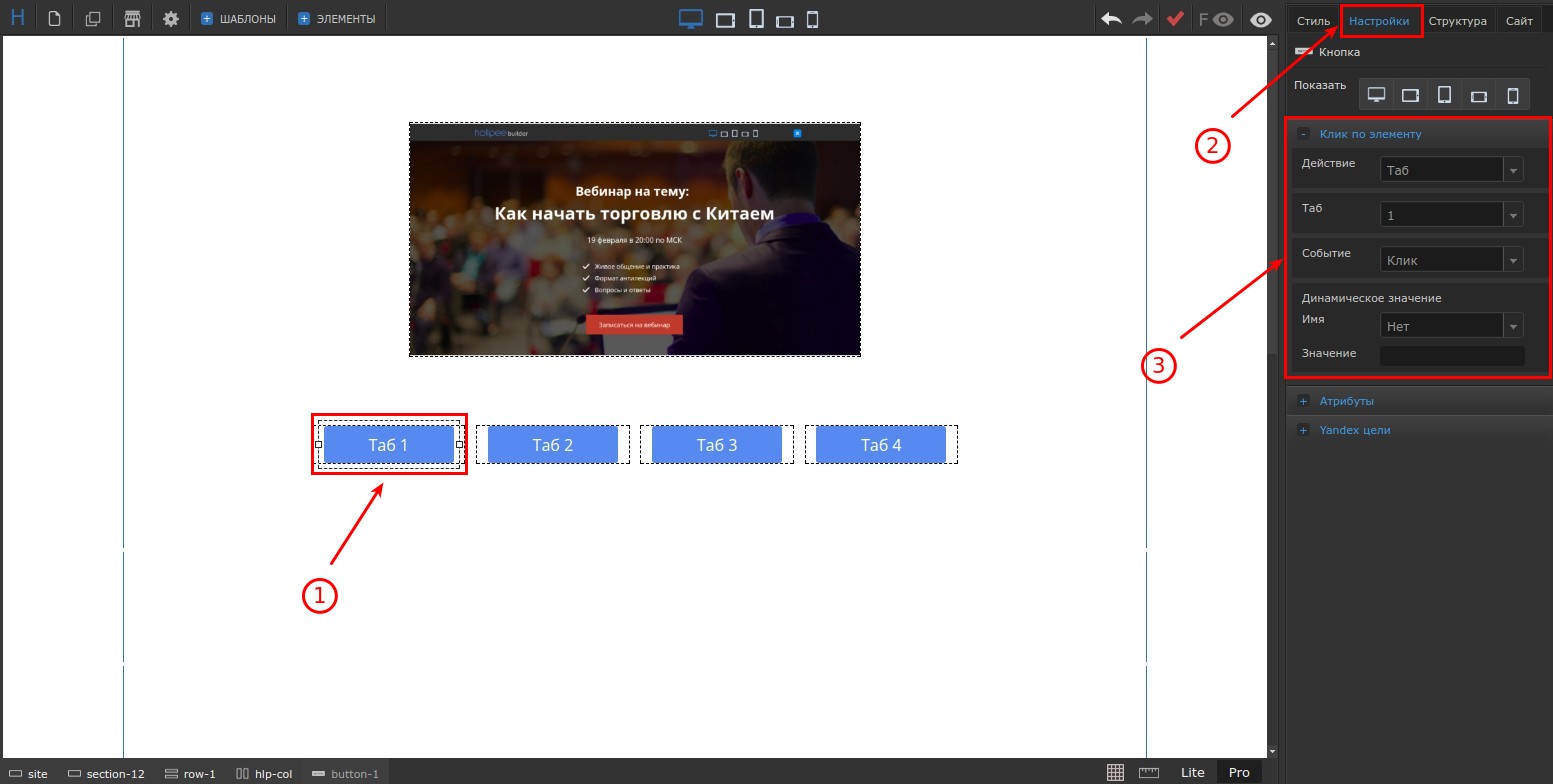 H
ШАБЛОНЫ
ЭЛЕМЕНТЫ
F
Стиль
Настройки
Структура
Сайт
Кнопка
Показать
2
- Клик по элементу
Действие
Таб
Таб
1
Событие
Клик
Динамическое значение
Имя
Нет
Значение
3
+ Атрибуты
+ Yandex цели
holipee builder
Вебинар на тему:
Как начать торговлю с Китаем
19 февраля в 20:00 по МСК
Живое общение и практика
Формат антилекций
Вопросы и ответы
Записаться на вебинар
Таб 1
Таб 2
Таб 3
Таб 4
1
site
section-12
row-1
hlp-col
button-1
Lite
Pro